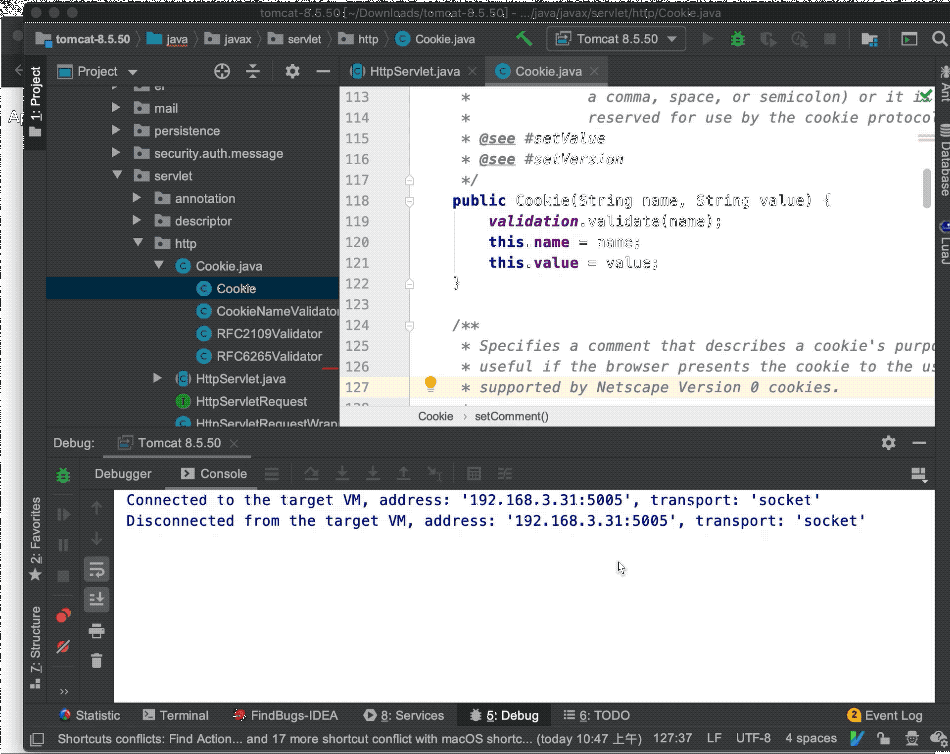 tomcat-8.5.50 [~/Downloads/tomcat-8.5.50] - .../java/javax/servlet/http/Cookie.java
tomcat-8.5.50 java javax servlet http Cookie.java Tomcat 8.5.50
Project HttpServlet.java Cookie.java
1: Project
Ant
Database
LuaJ
mail
persistence
security.auth.message
servlet
annotation
descriptor
http
Cookie.java
Cookie
CookieNameValidator
RFC2109Validator
RFC6265Validator
HttpServlet.java
HttpServletRequest
HttpServletRequestWrap
113 * a comma, space, or semicolon) or it is
114 * reserved for use by the cookie protocol
115 * @see #setValue
116 * @see #setVersion
117 */
118 public Cookie(String name, String value) {
119 validation.validate(name);
120 this.name = name;
121 this.value = value;
122 }
123
124 /**
125 * Specifies a comment that describes a cookie's purpo
126 * useful if the browser presents the cookie to the us
127 * supported by Netscape Version 0 cookies.
Cookie › setComment()
Debug: Tomcat 8.5.50
Debugger Console
Connected to the target VM, address: '192.168.3.31:5005', transport: 'socket'
Disconnected from the target VM, address: '192.168.3.31:5005', transport: 'socket'
2: Favorites
7: Structure
Statistic Terminal FindBugs-IDEA 8: Services 5: Debug 6: TODO 2 Event Log
Shortcuts conflicts: Find Action... and 17 more shortcut conflict with macOS shortc... (today 10:47 上午) 127:37 LF UTF-8 4 spaces